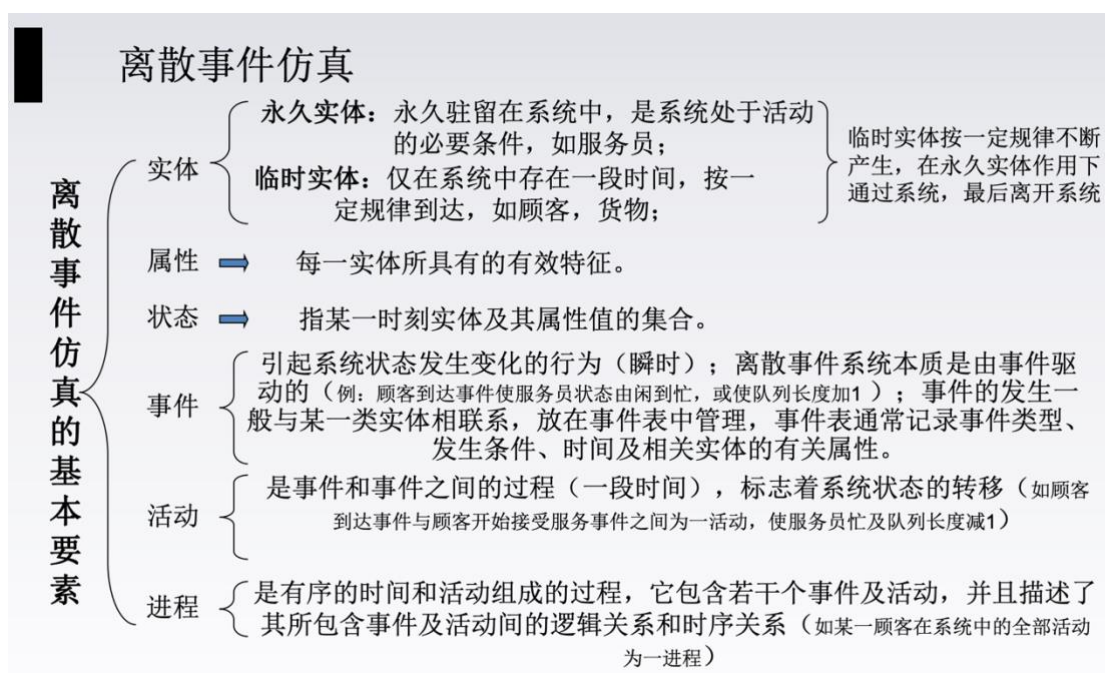 离散事件仿真
离散事件仿真的基本要素
实体
永久实体：永久驻留在系统中，是系统处于活动
的必要条件，如服务员；
临时实体：仅在系统中存在一段时间，按一
定规律到达，如顾客，货物；
临时实体按一定规律不断
产生，在永久实体作用下
通过系统，最后离开系统
属性
每一实体所具有的有效特征。
状态
指某一时刻实体及其属性值的集合。
事件
引起系统状态发生变化的行为（瞬时）；离散事件系统本质是由事件驱
动的（例：顾客到达事件使服务员状态由闲到忙，或使队列长度加1）；事件的发生一
般与某一类实体相联系，放在事件表中管理，事件表通常记录事件类型、
发生条件、时间及相关实体的有关属性。
活动
是事件和事件之间的过程（一段时间），标志着系统状态的转移（如顾客
到达事件与顾客开始接受服务事件之间为一活动，使服务员忙及队列长度减1）
进程
是有序的时间和活动组成的过程，它包含若干个事件及活动，并且描述了
其所包含事件及活动间的逻辑关系和时序关系（如某一顾客在系统中的全部活动
为一进程）